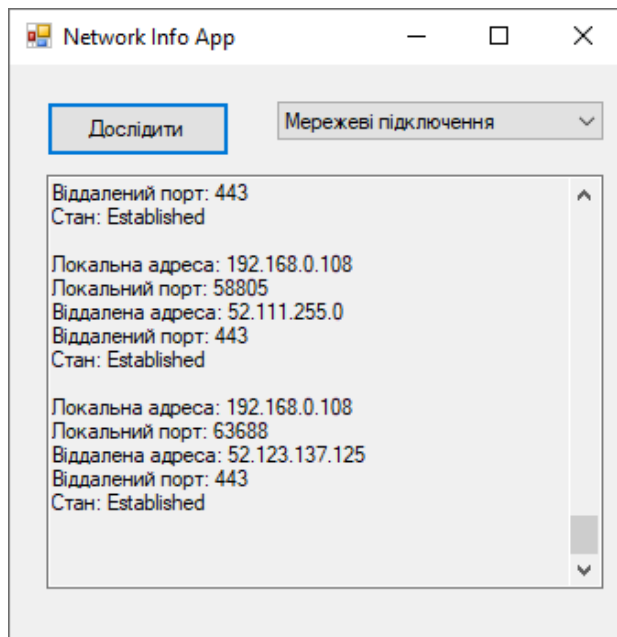 Network Info App
Дослідити
Мережеві підключення
Віддалений порт: 443
Стан: Established
Локальна адреса: 192.168.0.108
Локальний порт: 58805
Віддалена адреса: 52.111.255.0
Віддалений порт: 443
Стан: Established
Локальна адреса: 192.168.0.108
Локальний порт: 63688
Віддалена адреса: 52.123.137.125
Віддалений порт: 443
Стан: Established